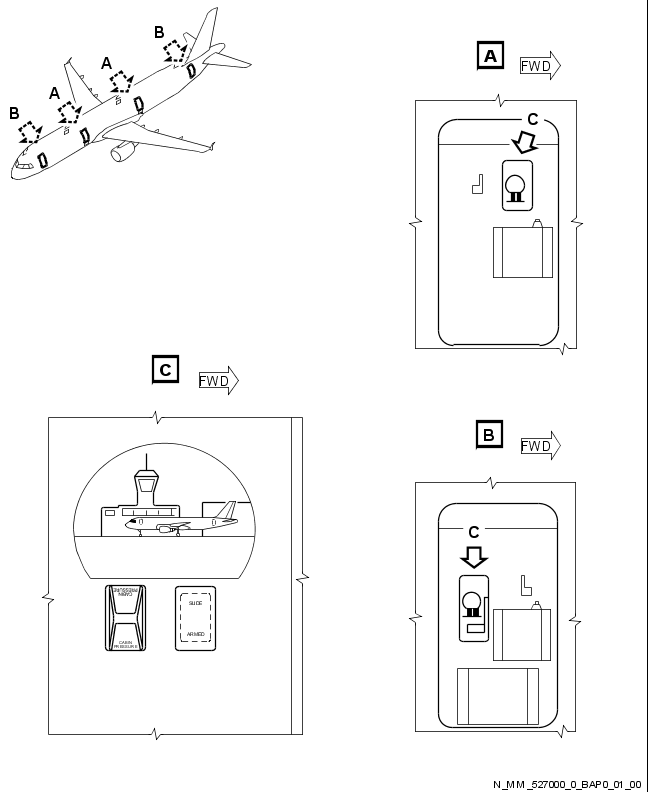 B
A
A
B
A
FWD
C
C
FWD
CABIN
PRESSURE
CABIN
PRESSURE
SLIDE
ARMED
B
FWD
C
N_MM_527000_0_BAP0_01_00